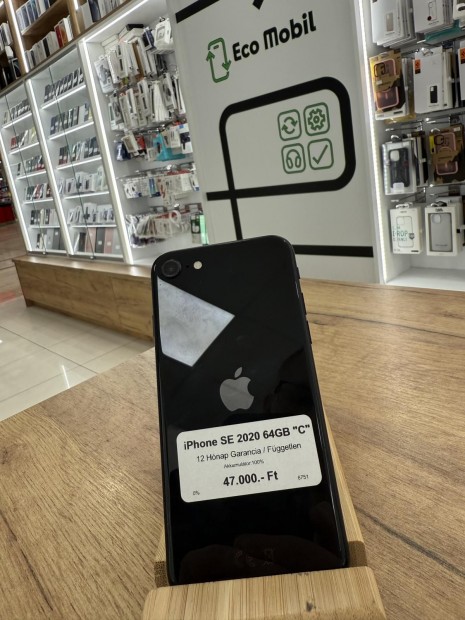 Eco Mobil
iPhone SE 2020 64GB "C"
12 Hónap Garancia / Független
Akkumulátor 100%
47.000.- Ft
0%
6751